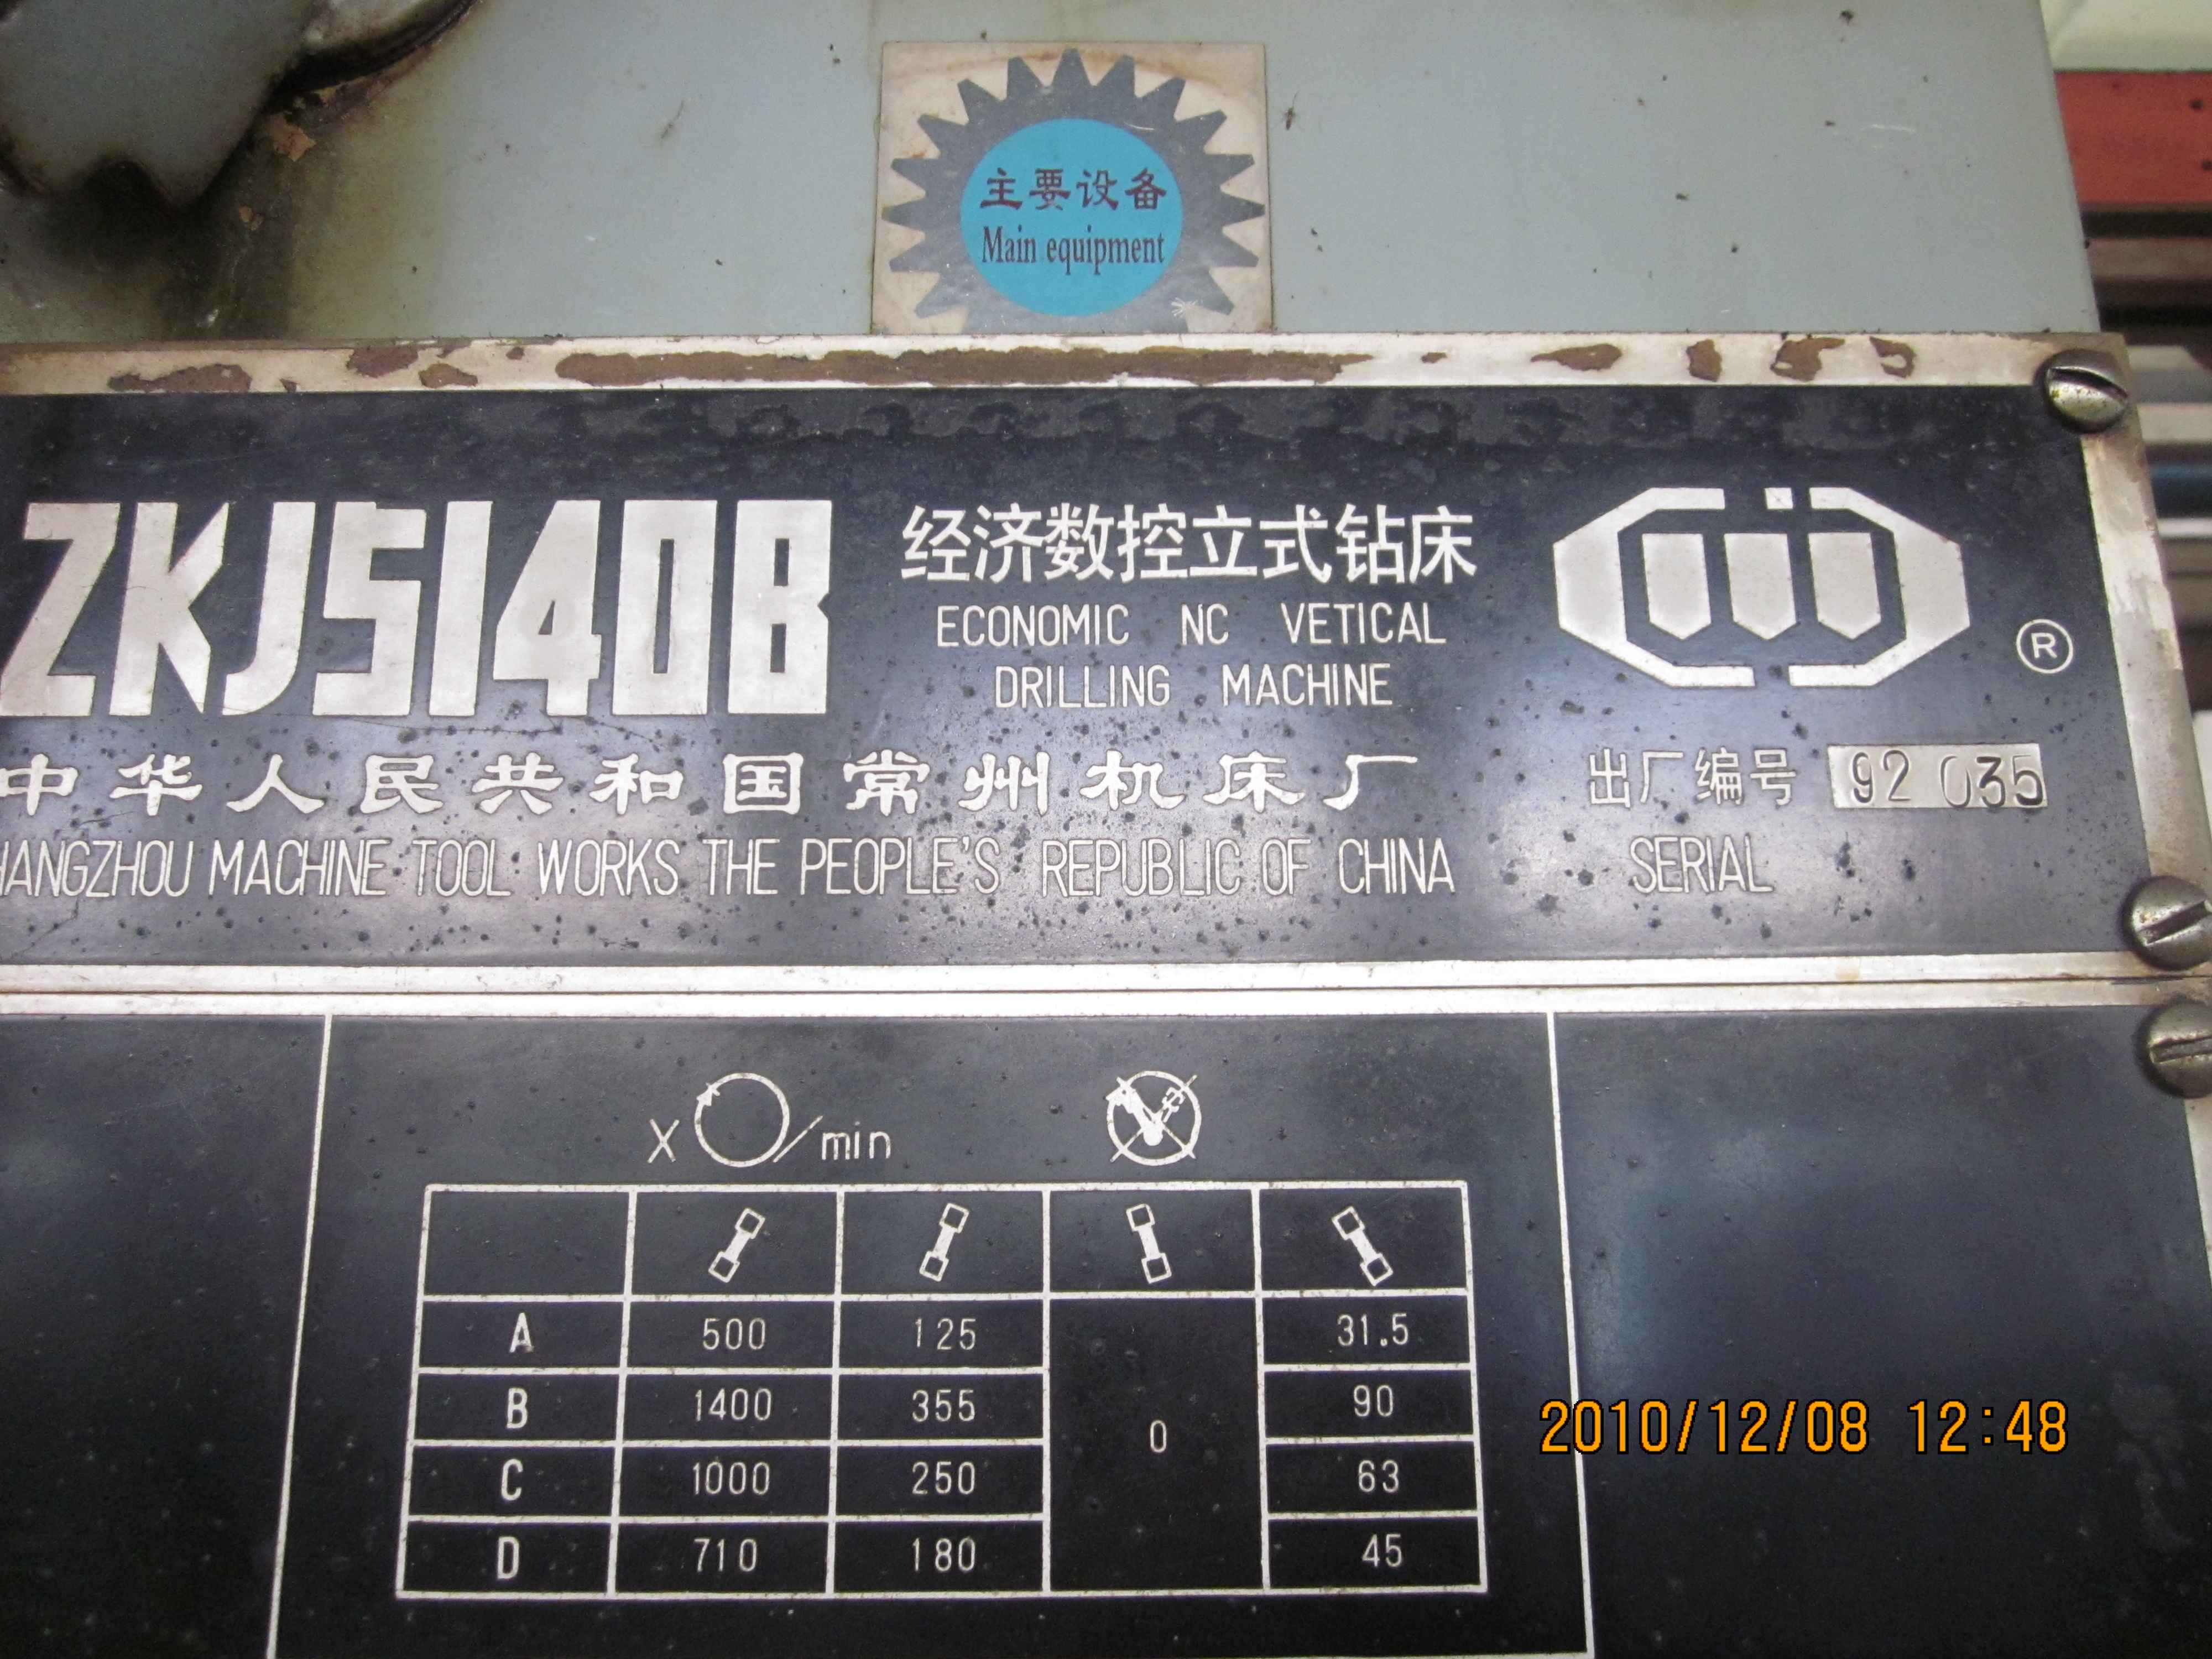 主要设备
Main equipment
ZKJ5140B
经济数控立式钻床
ECONOMIC NC VETICAL
DRILLING MACHINE
®
中华人民共和国常州机床厂
出厂编号 92 035
HANGZHOU MACHINE TOOL WORKS THE PEOPLE'S REPUBLIC OF CHINA
SERIAL
X /min
A 500 125 31.5
B 1400 355 90
0
C 1000 250 63
D 710 180 45
2010/12/08 12:48